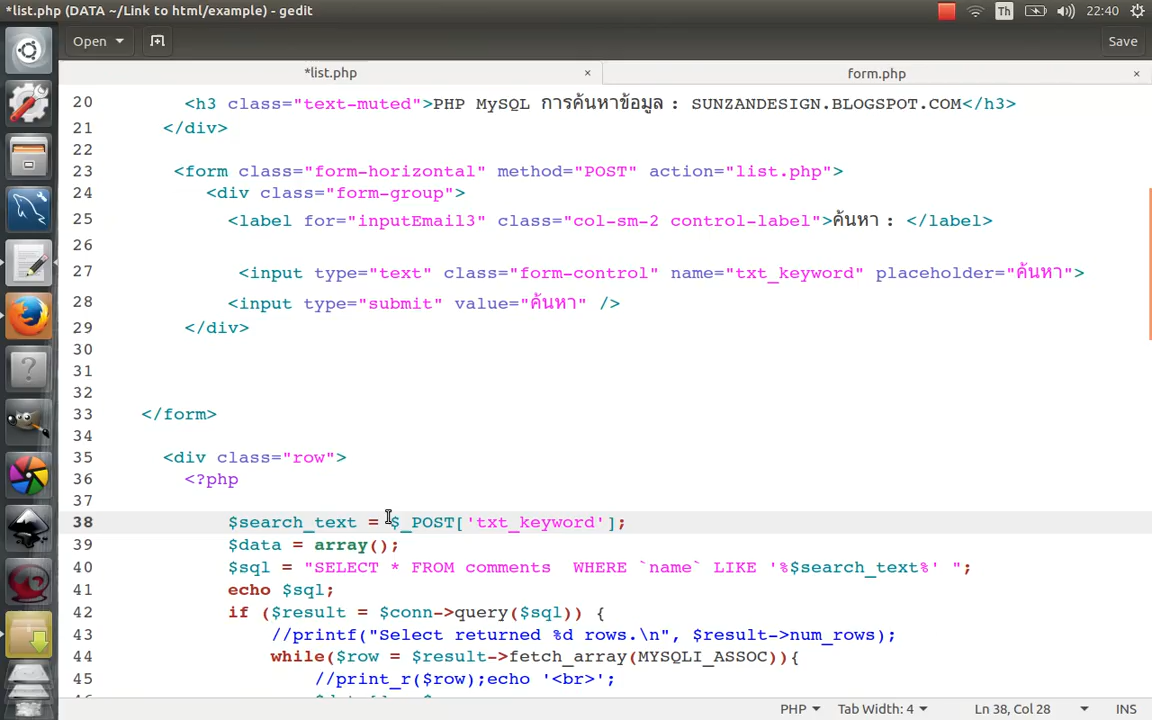 *list.php (DATA ~/Link to html/example) - gedit
Th
22:40
Open
Save
*list.php
×
form.php
×
20 <h3 class="text-muted">PHP MySQL การค้นหาข้อมูล : SUNZANDESIGN.BLOGSPOT.COM</h3>
21 </div>
22
23 <form class="form-horizontal" method="POST" action="list.php">
24 <div class="form-group">
25 <label for="inputEmail3" class="col-sm-2 control-label">ค้นหา : </label>
26
27 <input type="text" class="form-control" name="txt_keyword" placeholder="ค้นหา">
28 <input type="submit" value="ค้นหา" />
29 </div>
30
31
32
33 </form>
34
35 <div class="row">
36 <?php
37
38 $search_text = $_POST['txt_keyword'];
39 $data = array();
40 $sql = "SELECT * FROM comments  WHERE `name` LIKE '%$search_text%' ";
41 echo $sql;
42 if ($result = $conn->query($sql)) {
43 //printf("Select returned %d rows.\n", $result->num_rows);
44 while($row = $result->fetch_array(MYSQLI_ASSOC)){
45 //print_r($row);echo '<br>';
PHP
Tab Width: 4
Ln 38, Col 28
INS